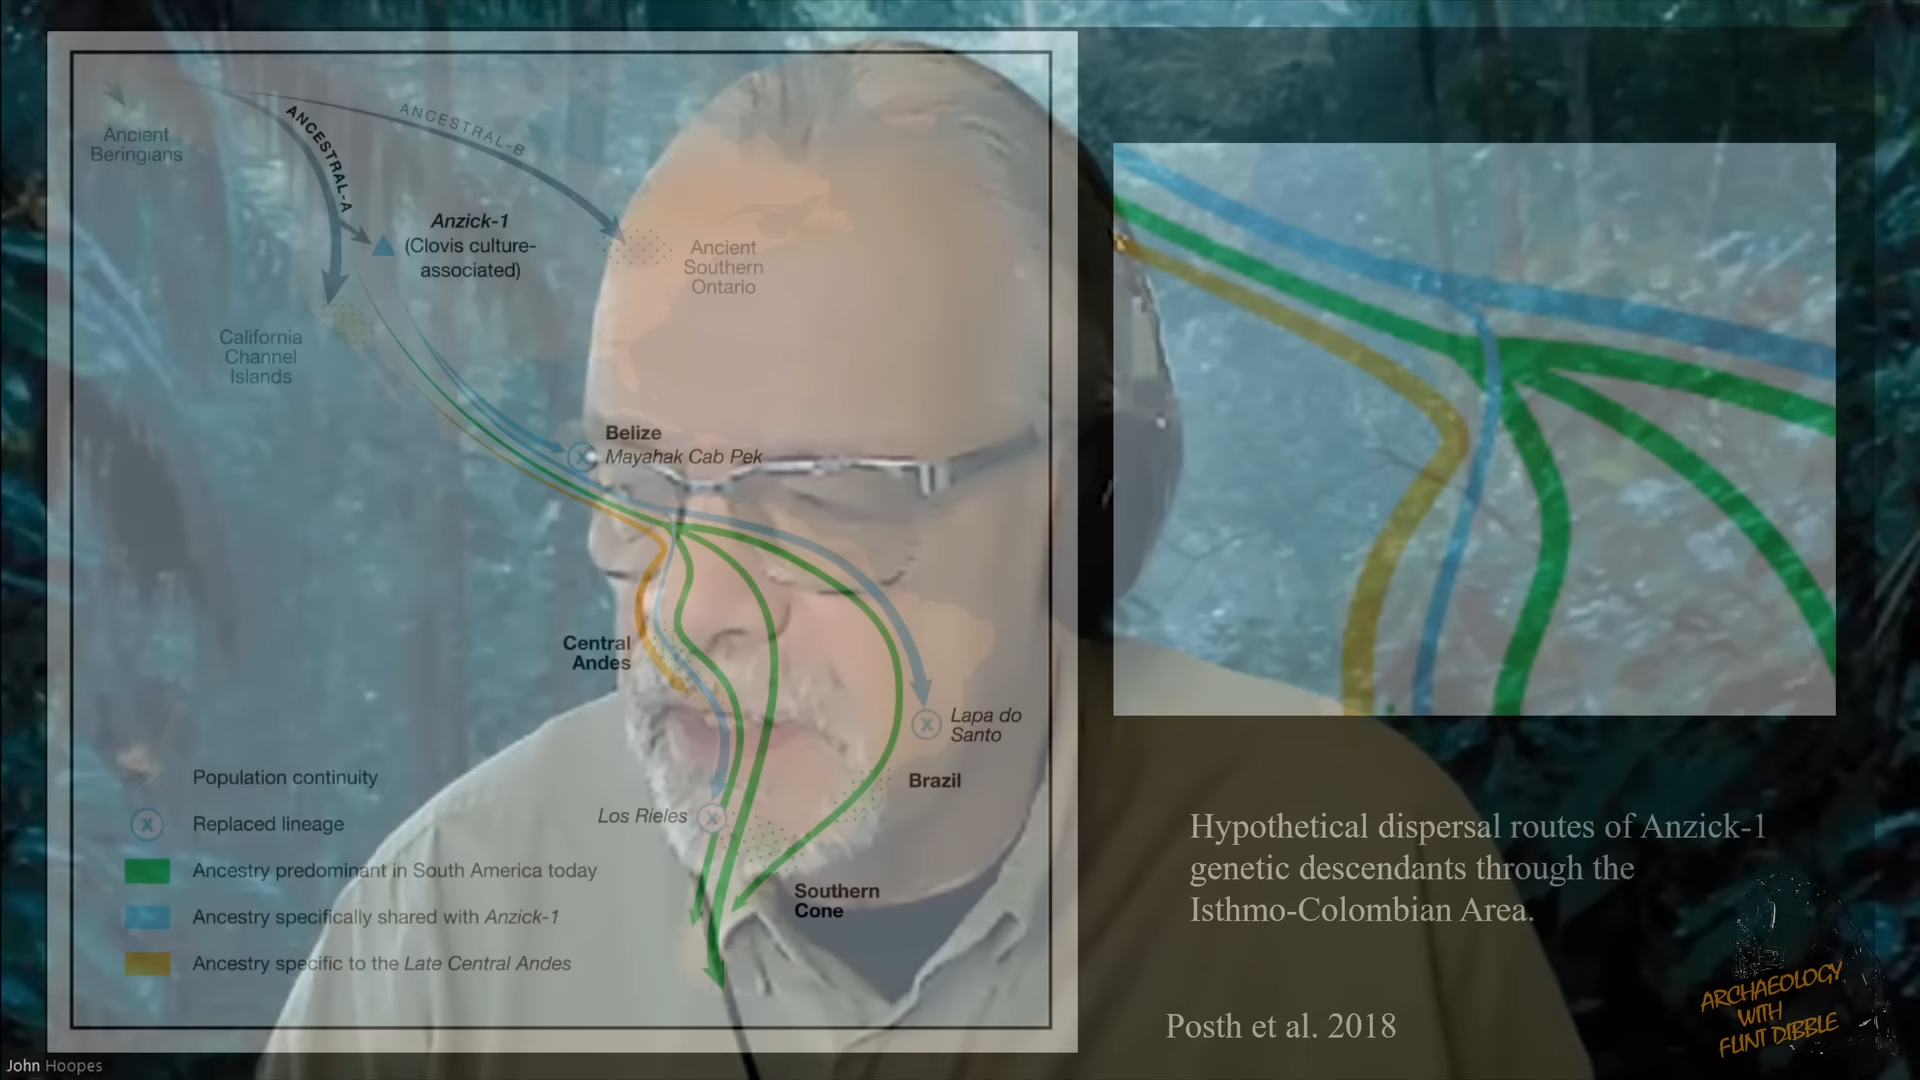 Ancient
Beringians
ANCESTRAL-A
ANCESTRAL-B
Anzick-1
(Clovis culture-
associated)
Ancient
Southern
Ontario
California
Channel
Islands
Belize
Mayahak Cab Pek
Central
Andes
Lapa do
Santo
Brazil
Los Rieles
Southern
Cone
Population continuity
X
Replaced lineage
Ancestry predominant in South America today
Ancestry specifically shared with Anzick-1
Ancestry specific to the Late Central Andes
Hypothetical dispersal routes of Anzick-1
genetic descendants through the
Isthmo-Colombian Area.
Posth et al. 2018
ARCHAEOLOGY
WITH
FLINT DIBBLE
John Hoopes